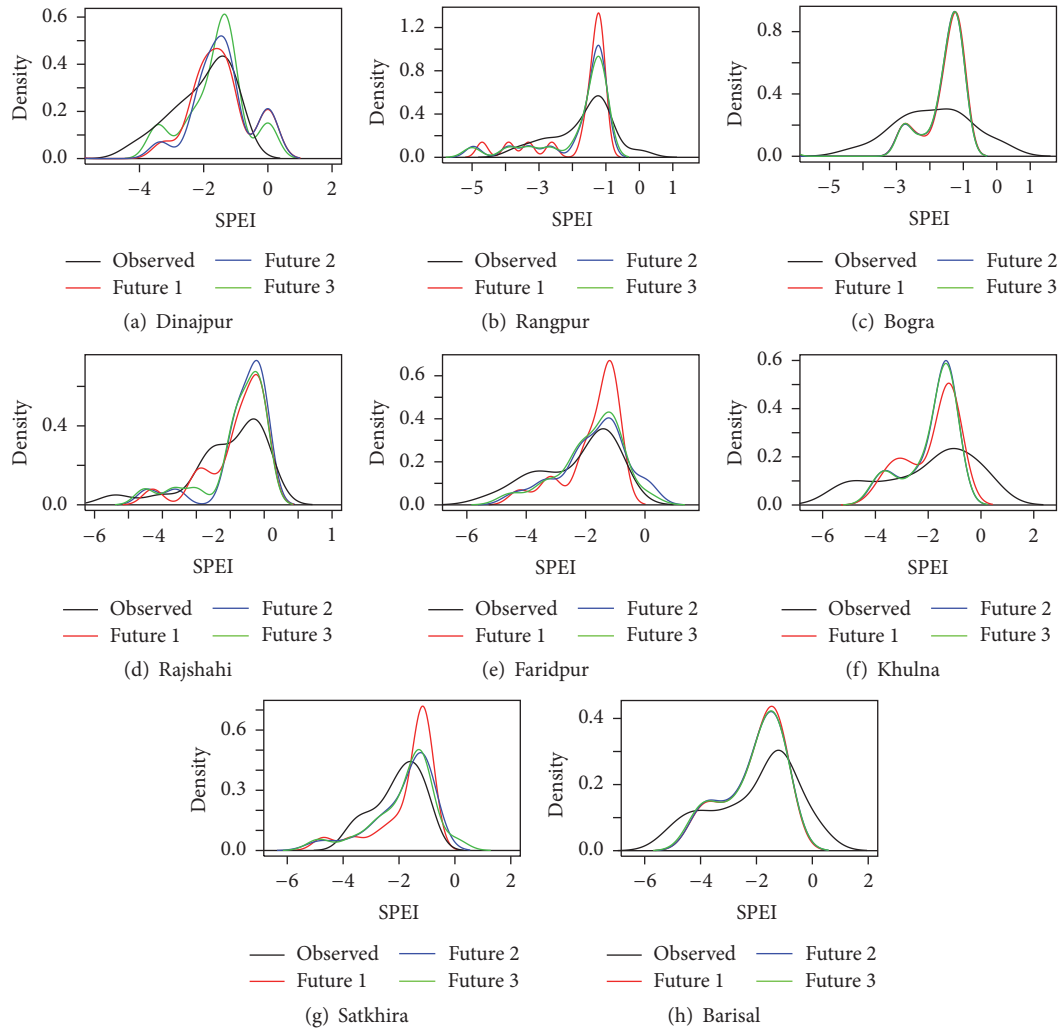 Density
0.6
0.4
0.2
0.0
−4 −2 0 2
SPEI
Observed Future 2
Future 1 Future 3
(a) Dinajpur
Density
1.2
0.9
0.6
0.3
0.0
−5 −3 −1 0 1
SPEI
Observed Future 2
Future 1 Future 3
(b) Rangpur
Density
0.8
0.4
0.0
−5 −3 −1 0 1
SPEI
Observed Future 2
Future 1 Future 3
(c) Bogra
Density
0.4
0.0
−6 −4 −2 0 1
SPEI
Observed Future 2
Future 1 Future 3
(d) Rajshahi
Density
0.6
0.4
0.2
0.0
−6 −4 −2 0
SPEI
Observed Future 2
Future 1 Future 3
(e) Faridpur
Density
0.6
0.4
0.2
0.0
−6 −4 −2 0 2
SPEI
Observed Future 2
Future 1 Future 3
(f) Khulna
Density
0.6
0.3
0.0
−6 −4 −2 0 2
SPEI
Observed Future 2
Future 1 Future 3
(g) Satkhira
Density
0.4
0.2
0.0
−6 −4 −2 0 2
SPEI
Observed Future 2
Future 1 Future 3
(h) Barisal